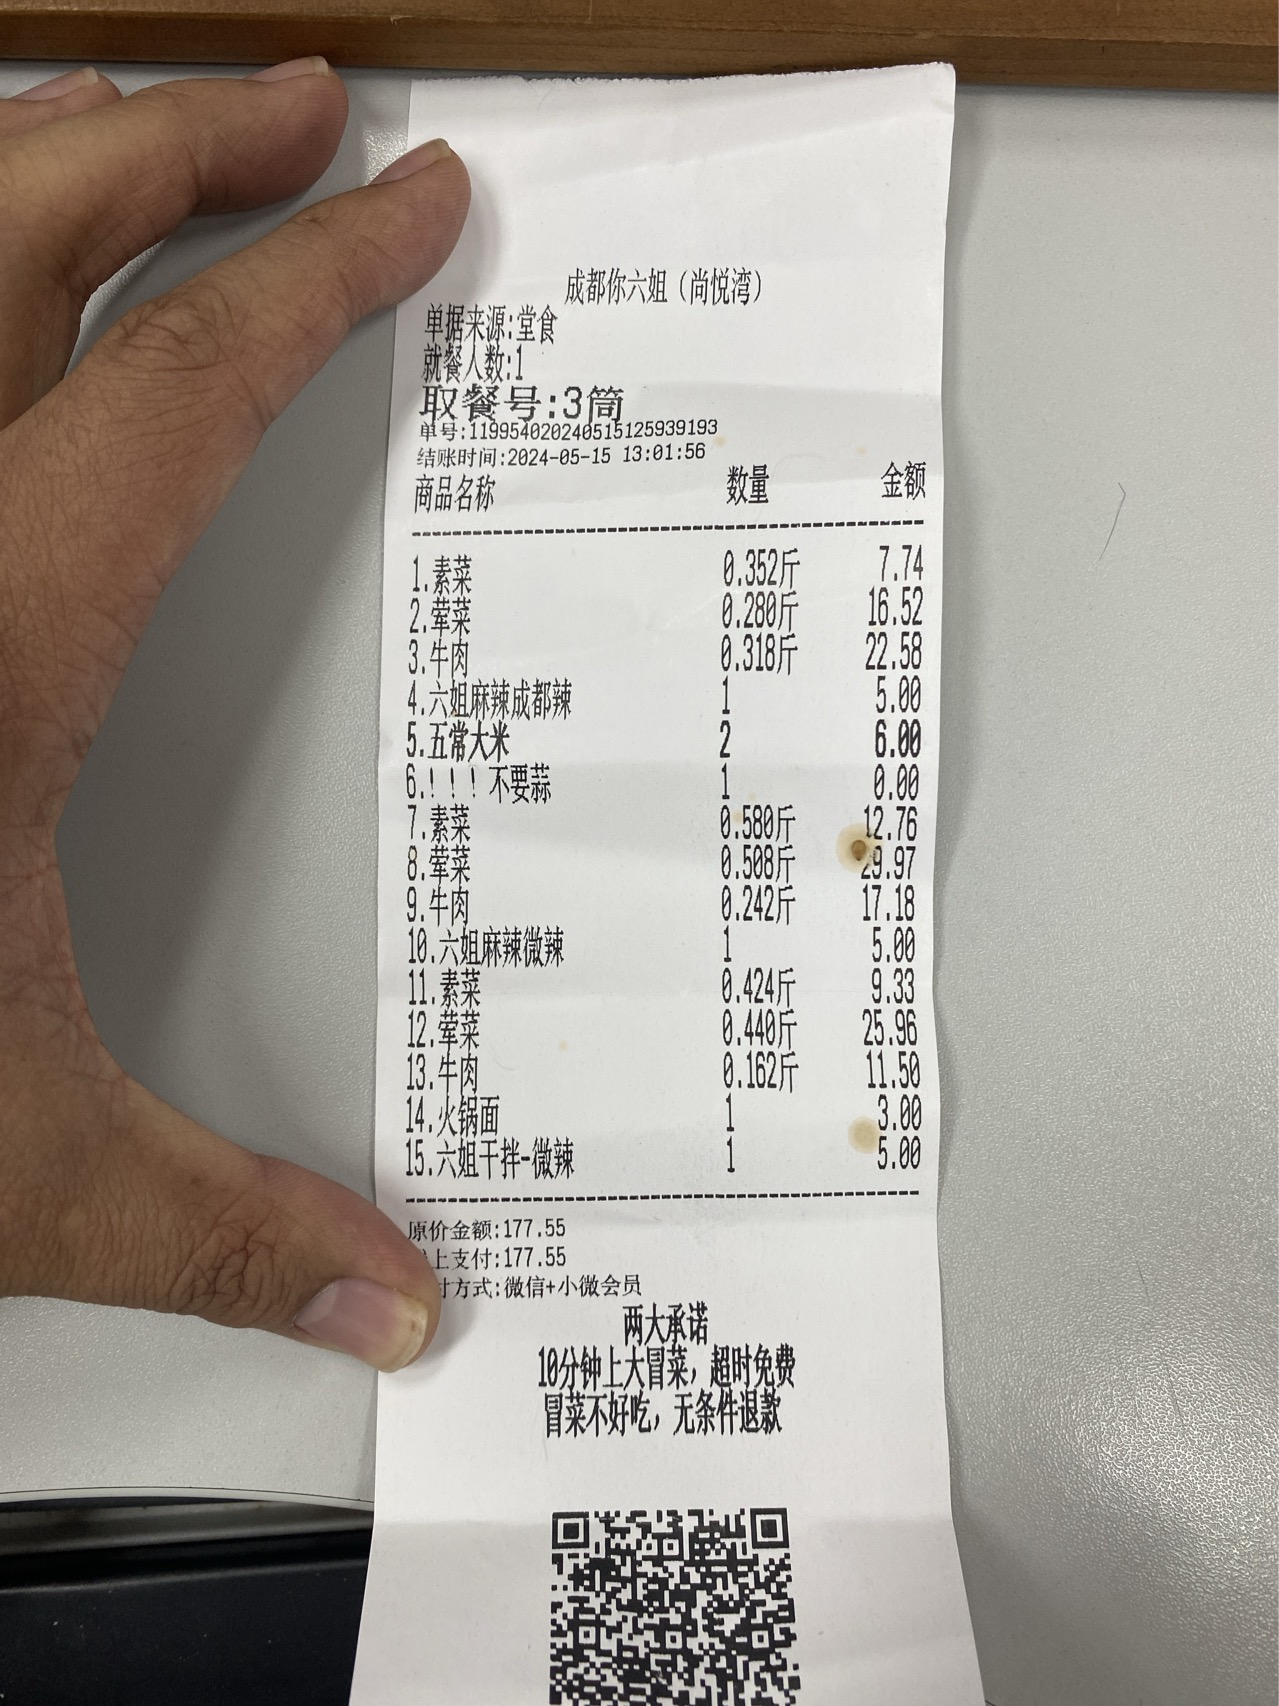 成都你六姐（尚悦湾）
单据来源:堂食
就餐人数:1
取餐号:3筒
单号:119954020240515125939193
结账时间:2024-05-15 13:01:56
商品名称 数量 金额
1.素菜 0.352斤 7.74
2.荤菜 0.280斤 16.52
3.牛肉 0.318斤 22.58
4.六姐麻辣成都辣 1 5.00
5.五常大米 2 6.00
6.！！！不要蒜 1 0.00
7.素菜 0.580斤 12.76
8.荤菜 0.508斤 29.97
9.牛肉 0.242斤 17.18
10.六姐麻辣微辣 1 5.00
11.素菜 0.424斤 9.33
12.荤菜 0.440斤 25.96
13.牛肉 0.162斤 11.50
14.火锅面 1 3.00
15.六姐干拌-微辣 1 5.00
原价金额:177.55
上支付:177.55
付方式:微信+小微会员
两大承诺
10分钟上大冒菜，超时免费
冒菜不好吃，无条件退款